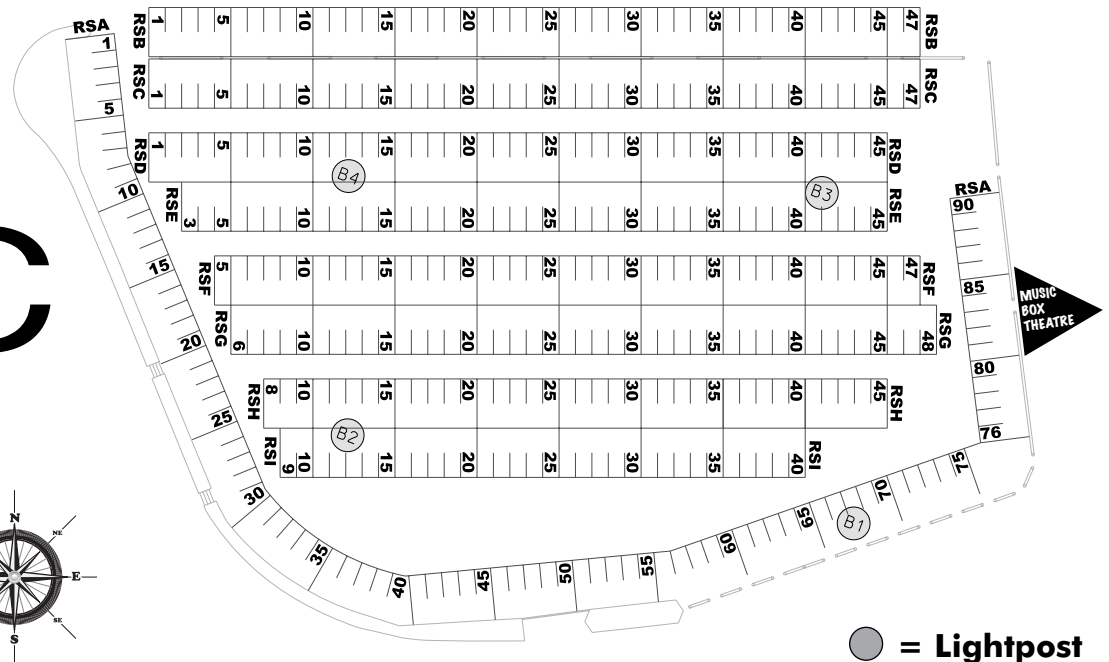 RSB 1 5 10 15 20 25 30 35 40 45 47 RSB
RSC 1 5 10 15 20 25 30 35 40 45 47 RSC
RSD 1 5 10 15 20 25 30 35 40 45 RSD
B4
B3
RSE 3 5 10 15 20 25 30 35 40 45 RSE
RSF 5 10 15 20 25 30 35 40 45 47 RSF
RSG 6 10 15 20 25 30 35 40 45 48 RSG
RSH 8 10 15 20 25 30 35 40 45 RSH
B2
RSI 9 10 15 20 25 30 35 40 RSI
RSA
1
5
10
15
20
25
30
35
40
45
50
55
60
65
70
75
B1
76
80
85
90
RSA
MUSIC
BOX
THEATRE
C
N
NE
E
SE
S
= Lightpost